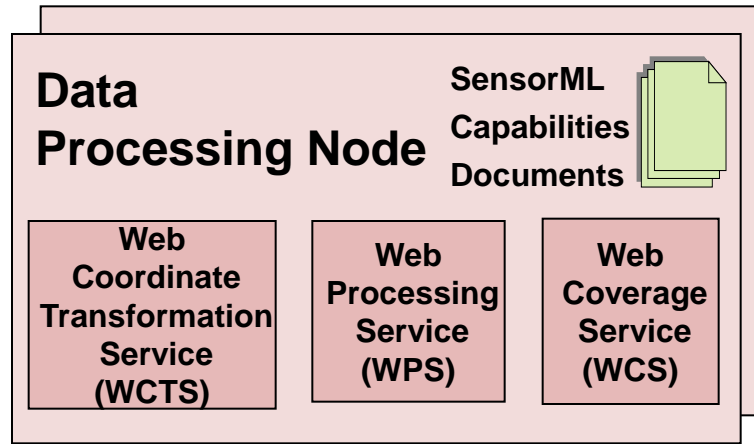 Data
Processing Node
SensorML
Capabilities
Documents
Web
Coordinate
Transformation
Service
(WCTS)
Web
Processing
Service
(WPS)
Web
Coverage
Service
(WCS)